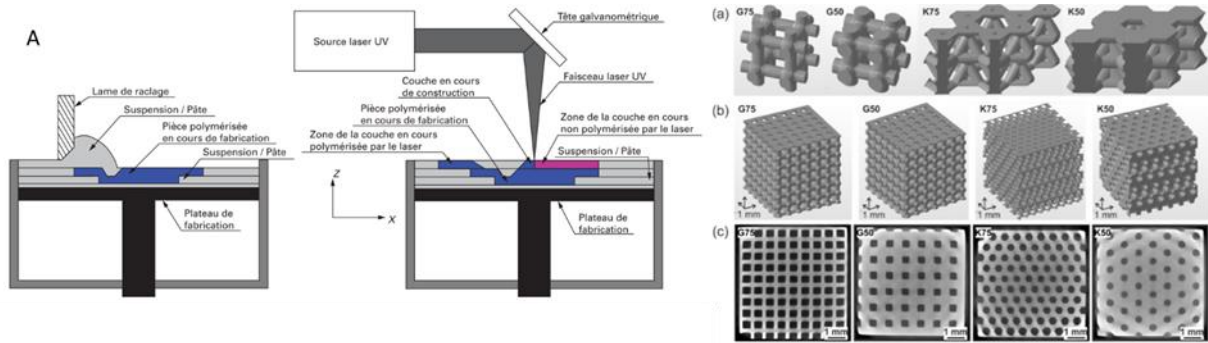 A
Lame de raclage
Suspension / Pâte
Pièce polymérisée
en cours de fabrication
Suspension / Pâte
Plateau de
fabrication
Source laser UV
Tête galvanométrique
Couche en cours
de construction
Faisceau laser UV
Pièce polymérisée
en cours de fabrication
Zone de la couche en cours
polymérisée par le laser
Zone de la couche en cours
non polymérisée par le laser
Suspension / Pâte
Z
X
Plateau de
fabrication
(a)
G75
G50
K75
K50
(b)
G75
G50
K75
K50
1 mm
1 mm
1 mm
1 mm
(c)
G75
G50
K75
K50
1 mm
1 mm
1 mm
1 mm